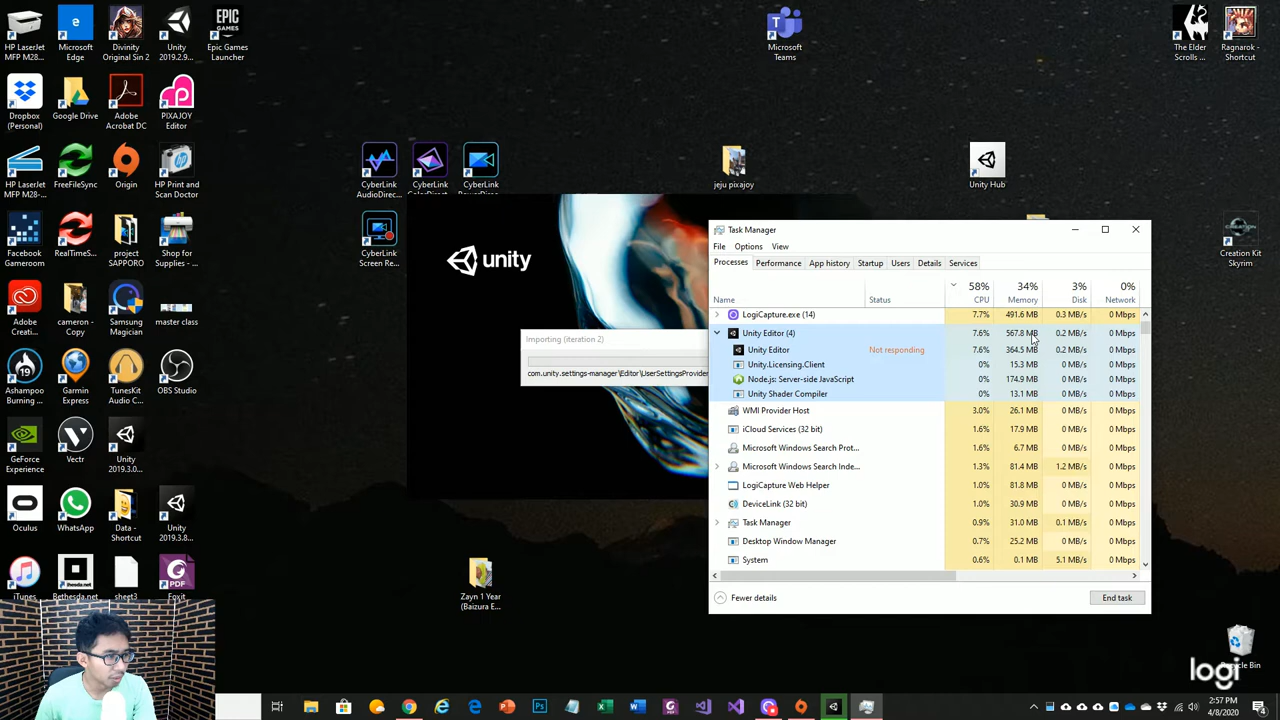 HP LaserJet
MFP M28...
Microsoft
Edge
Divinity
Original Sin 2
Unity
2019.2.9...
EPIC
GAMES
Epic Games
Launcher
Microsoft
Teams
The Elder
Scrolls ...
Ragnarok -
Shortcut
Dropbox
(Personal)
Google Drive
Adobe
Acrobat DC
PIXAJOY
Editor
HP LaserJet
MFP M28-...
FreeFileSync
Origin
HP Print and
Scan Doctor
CyberLink
AudioDirec...
CyberLink
CyberLink
jeju pixajoy
Unity Hub
Facebook
Gameroom
RealTimeS...
project
SAPPORO
Shop for
Supplies - ...
CyberLink
Screen Re...
CREATION
Creation Kit
Skyrim
Adobe
Creati...
cameron -
Copy
Samsung
Magician
master class
19
Ashampoo
Burning ...
Garmin
Express
TunesKit
Audio C...
OBS Studio
GeForce
Experience
Vectr
Unity
2019.3.0...
Oculus
WhatsApp
Data -
Shortcut
Unity
2019.3.8...
iTunes
thesda.net
Bethesda.net
sheet3
PDF
Foxit
Zayn 1 Year
(Baizura E...
unity
Importing (iteration 2)
com.unity.settings-manager\Editor\UserSettingsProvider
Task Manager
File Options View
Processes Performance App history Startup Users Details Services
58% 34% 3% 0%
Name Status CPU Memory Disk Network
LogiCapture.exe (14) 7.7% 491.6 MB 0.3 MB/s 0 Mbps
Unity Editor (4) 7.6% 567.8 MB 0.2 MB/s 0 Mbps
Unity Editor Not responding 7.6% 364.5 MB 0.2 MB/s 0 Mbps
Unity.Licensing.Client 0% 15.3 MB 0 MB/s 0 Mbps
Node.js: Server-side JavaScript 0% 174.9 MB 0 MB/s 0 Mbps
Unity Shader Compiler 0% 13.1 MB 0 MB/s 0 Mbps
WMI Provider Host 3.0% 26.1 MB 0 MB/s 0 Mbps
iCloud Services (32 bit) 1.6% 17.9 MB 0 MB/s 0 Mbps
Microsoft Windows Search Prot... 1.6% 6.7 MB 0 MB/s 0 Mbps
Microsoft Windows Search Inde... 1.3% 81.4 MB 1.2 MB/s 0 Mbps
LogiCapture Web Helper 1.0% 81.8 MB 0 MB/s 0 Mbps
DeviceLink (32 bit) 1.0% 30.9 MB 0 MB/s 0 Mbps
Task Manager 0.9% 31.0 MB 0.1 MB/s 0 Mbps
Desktop Window Manager 0.7% 25.2 MB 0 MB/s 0 Mbps
System 0.6% 0.1 MB 5.1 MB/s 0 Mbps
Fewer details
End task
Recycle Bin
logi
2:57 PM
4/8/2020